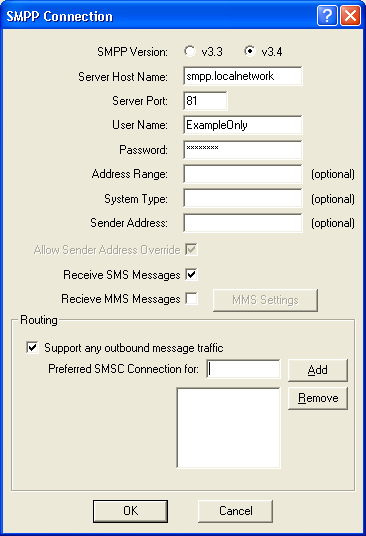 SMPP Connection
SMPP Version: v3.3 v3.4
Server Host Name: smpp.localnetwork
Server Port: 81
User Name: ExampleOnly
Password: ********
Address Range: (optional)
System Type: (optional)
Sender Address: (optional)
Allow Sender Address Override
Receive SMS Messages
Recieve MMS Messages MMS Settings
Routing
Support any outbound message traffic
Preferred SMSC Connection for: Add
Remove
OK Cancel